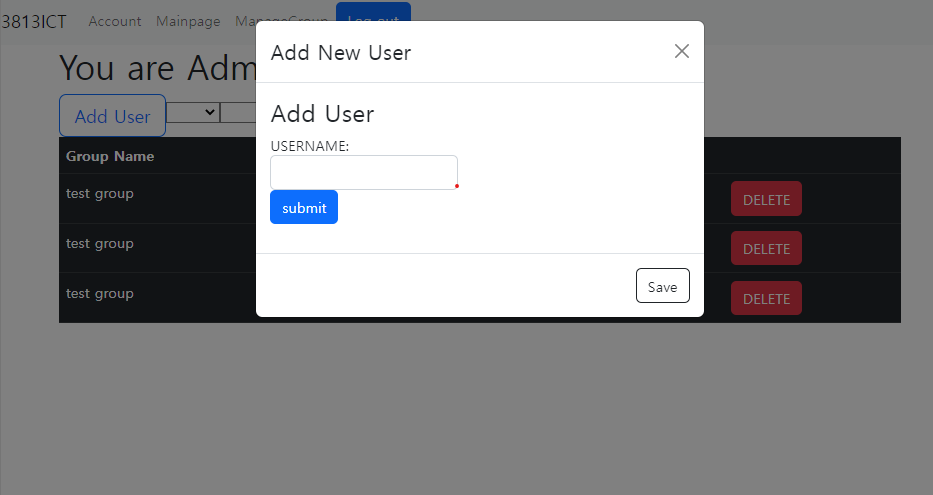 3813ICT Account Mainpage ManageGroup Log out
Add New User
You are Adm
Add User
Add User
USERNAME:
submit
Group Name
test group DELETE
test group DELETE
test group DELETE
Save